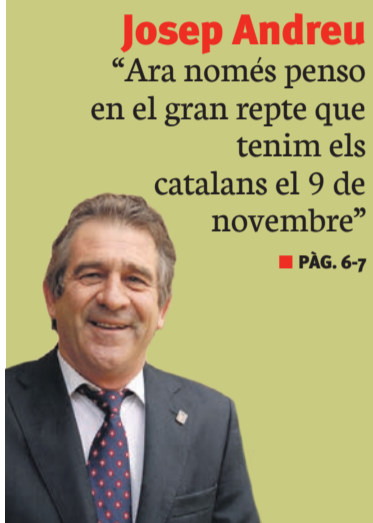 Josep Andreu
“Ara només penso
en el gran repte que
tenim els
catalans el 9 de
novembre”
■ PÀG. 6-7